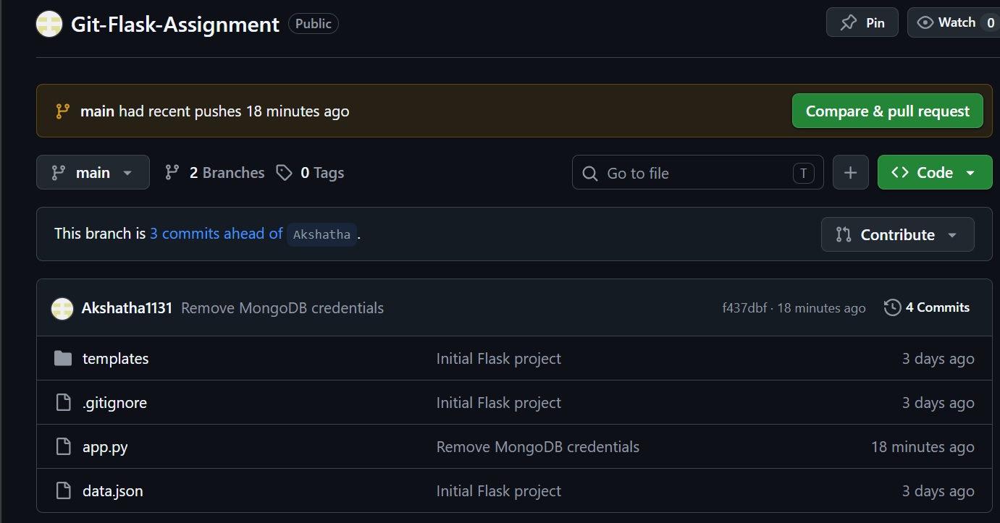 Git-Flask-Assignment Public Pin Watch 0
main had recent pushes 18 minutes ago Compare & pull request
main 2 Branches 0 Tags Go to file T Code
This branch is 3 commits ahead of Akshatha. Contribute
Akshatha1131 Remove MongoDB credentials f437dbf · 18 minutes ago 4 Commits
templates Initial Flask project 3 days ago
.gitignore Initial Flask project 3 days ago
app.py Remove MongoDB credentials 18 minutes ago
data.json Initial Flask project 3 days ago